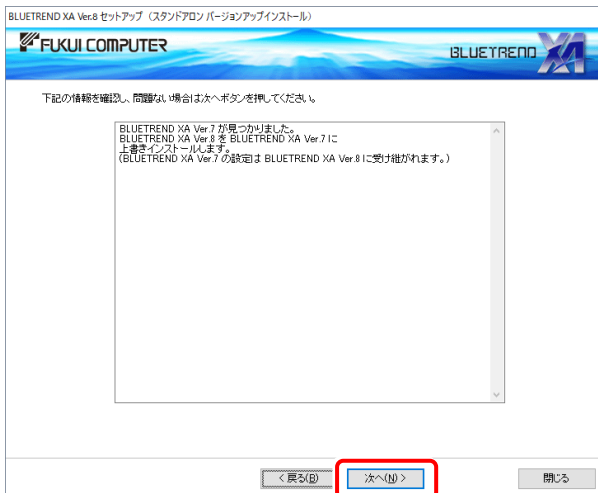 BLUETREND XA Ver.8 セットアップ（スタンドアロン バージョンアップインストール）
FUKUI COMPUTER
BLUETREND XA
下記の情報を確認し、問題ない場合は次へボタンを押してください。
BLUETREND XA Ver.7 が見つかりました。
BLUETREND XA Ver.8 を BLUETREND XA Ver.7 に
上書きインストールします。
(BLUETREND XA Ver.7 の設定は BLUETREND XA Ver.8 に受け継がれます。)
< 戻る(B)
次へ(N) >
閉じる